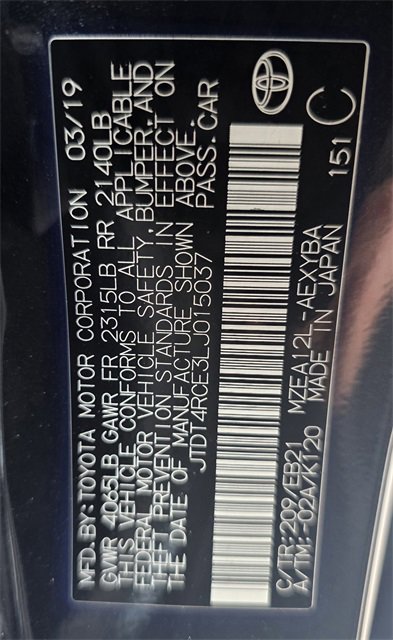 MFD. BY: TOYOTA MOTOR CORPORATION 03/19
GVWR 4065LB GAWR FR 2315LB RR 2140LB
THIS VEHICLE CONFORMS TO ALL APPLICABLE
FEDERAL MOTOR VEHICLE SAFETY, BUMPER, AND
THEFT PREVENTION STANDARDS IN EFFECT ON
THE DATE OF MANUFACTURE SHOWN ABOVE.
JTDT4RCE3LJ015037 PASS. CAR
C/TR: 209/EB21 MZEA12L -AEXYBA
A/TM: -02A/K120 MADE IN JAPAN 151 C